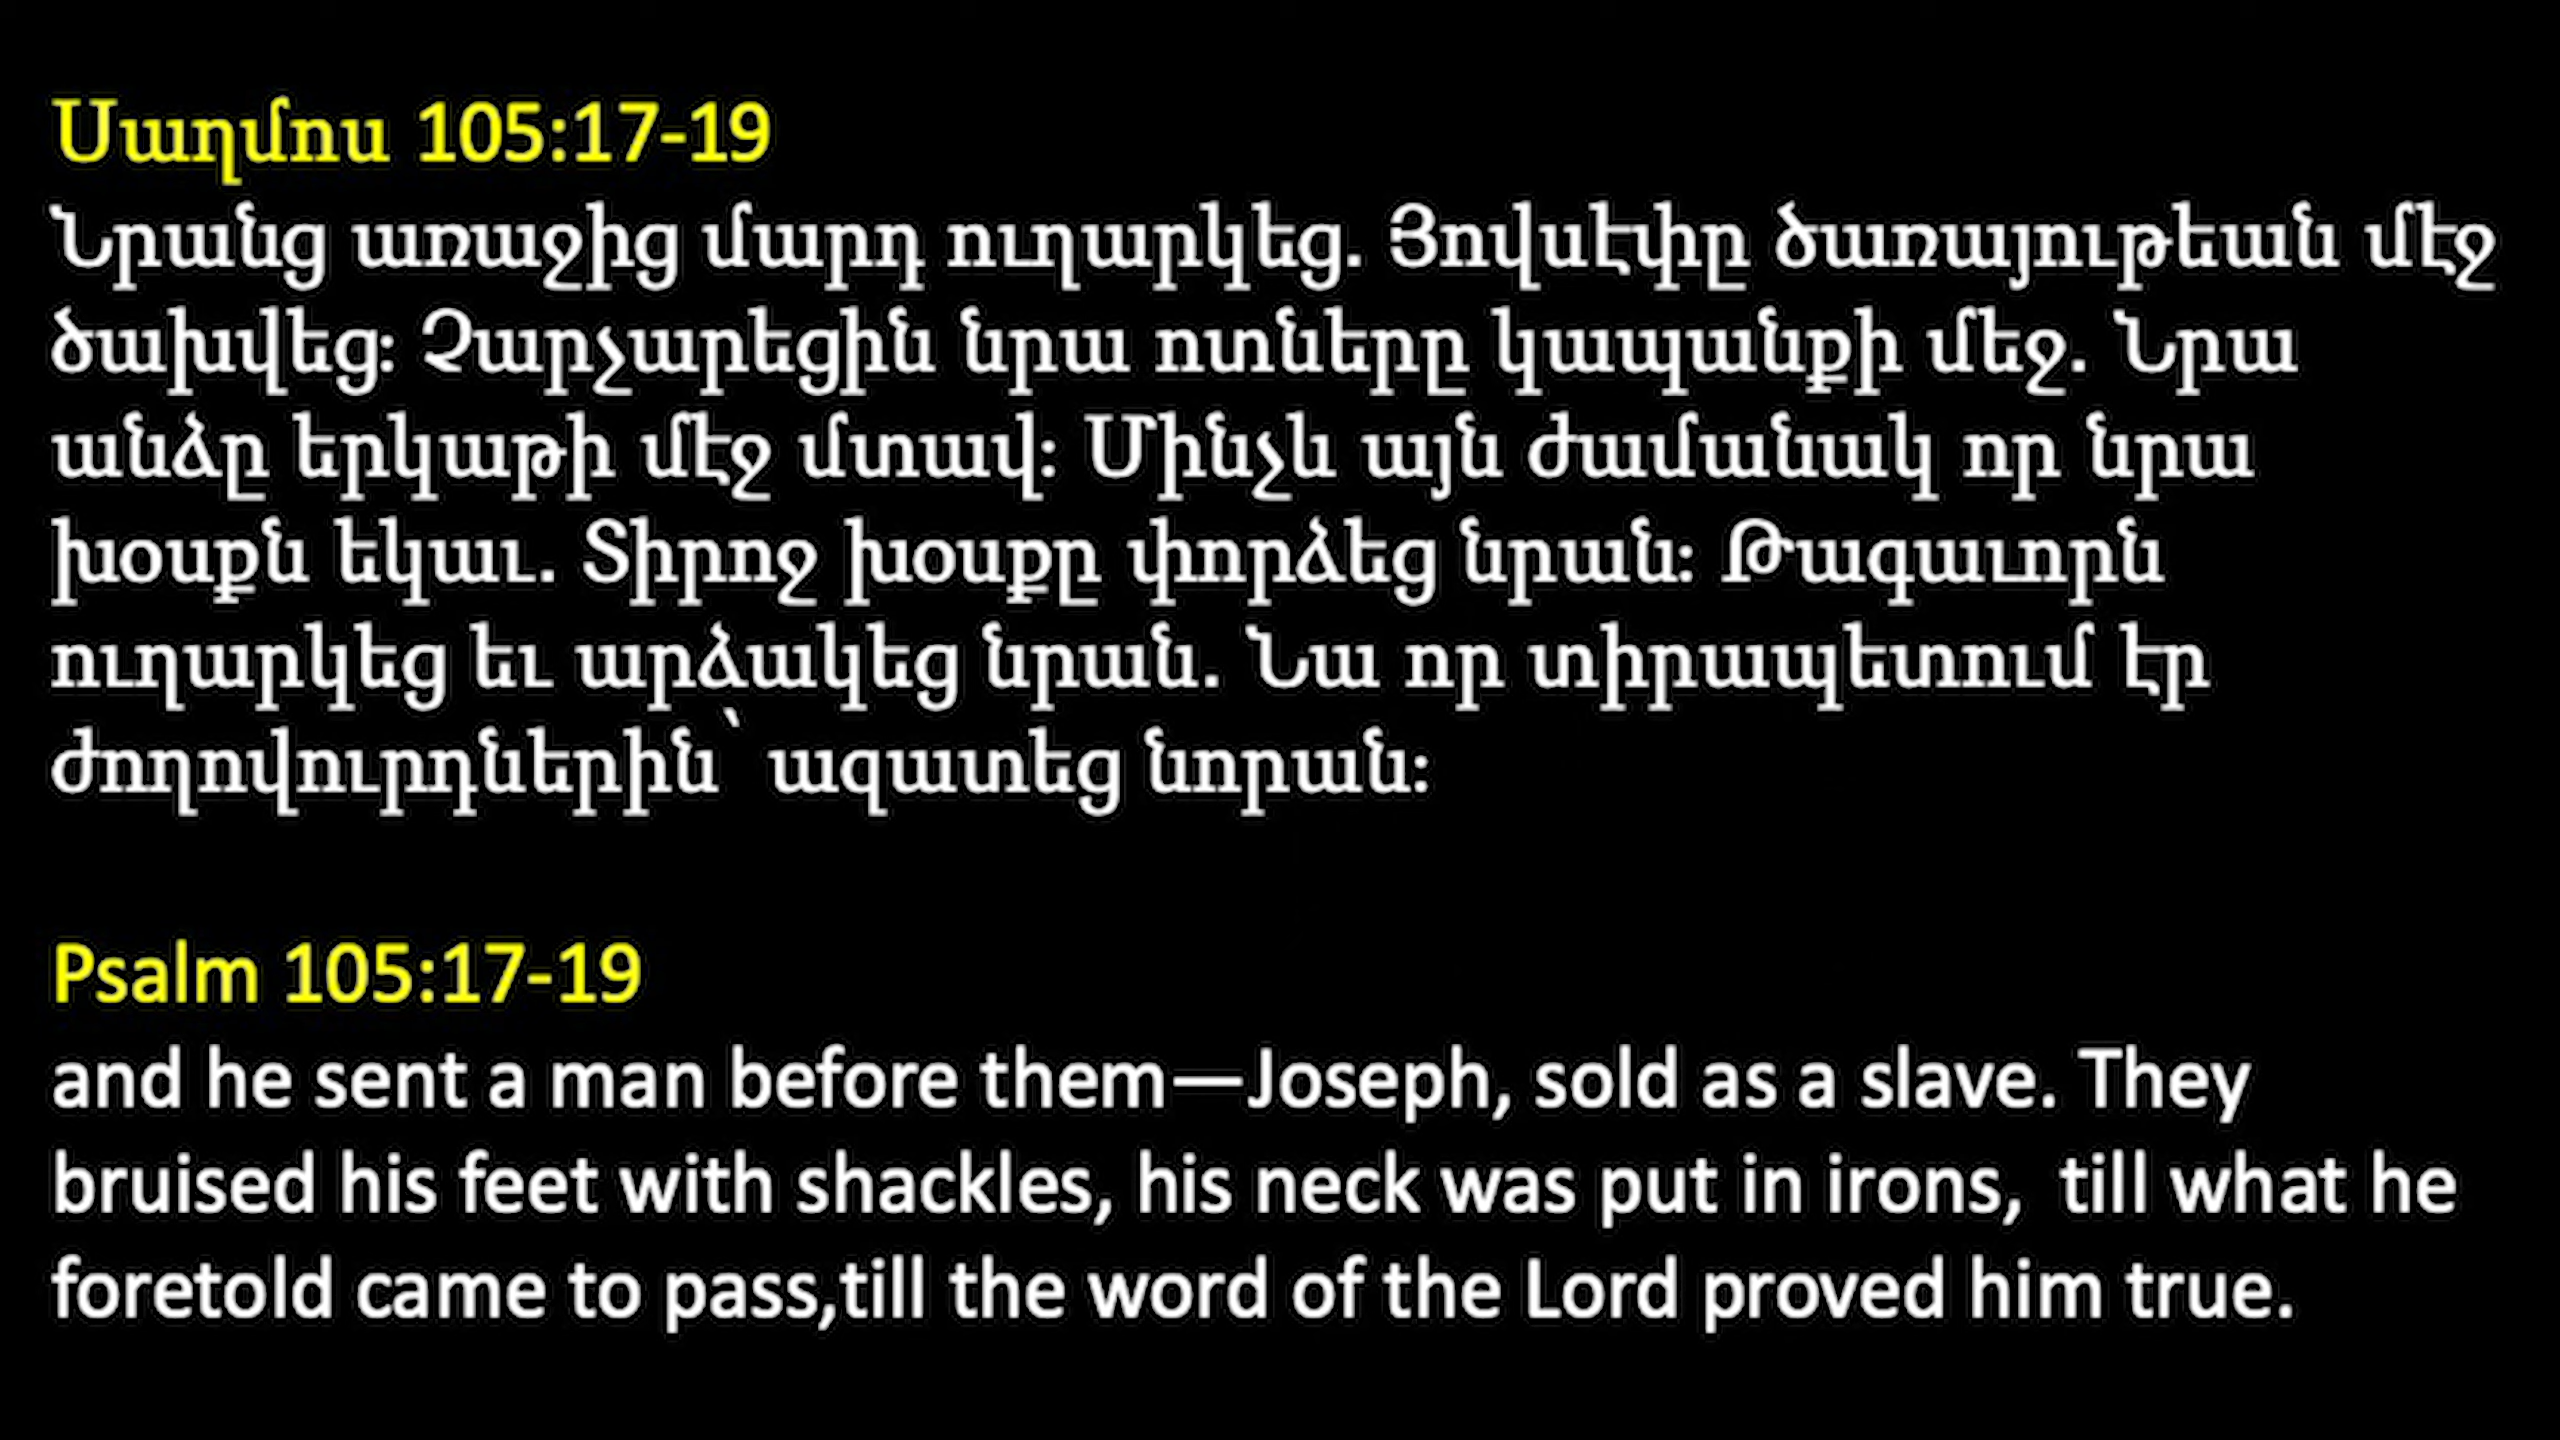 Սաղմոս 105:17-19
Նրանց առաջից մարդ ուղարկեց. Յովսէփը ծառայութեան մէջ
ծախվեց։ Չարչարեցին նրա ոտները կապանքի մեջ. Նրա
անձը երկաթի մէջ մտավ։ Մինչև այն ժամանակ որ նրա
խօսքն եկաւ. Տիրոջ խօսքը փորձեց նրան։ Թագաւորն
ուղարկեց եւ արձակեց նրան. Նա որ տիրապետում էր
ժողովուրդներին՝ ազատեց նորան։
Psalm 105:17-19
and he sent a man before them—Joseph, sold as a slave. They
bruised his feet with shackles, his neck was put in irons,  till what he
foretold came to pass,till the word of the Lord proved him true.